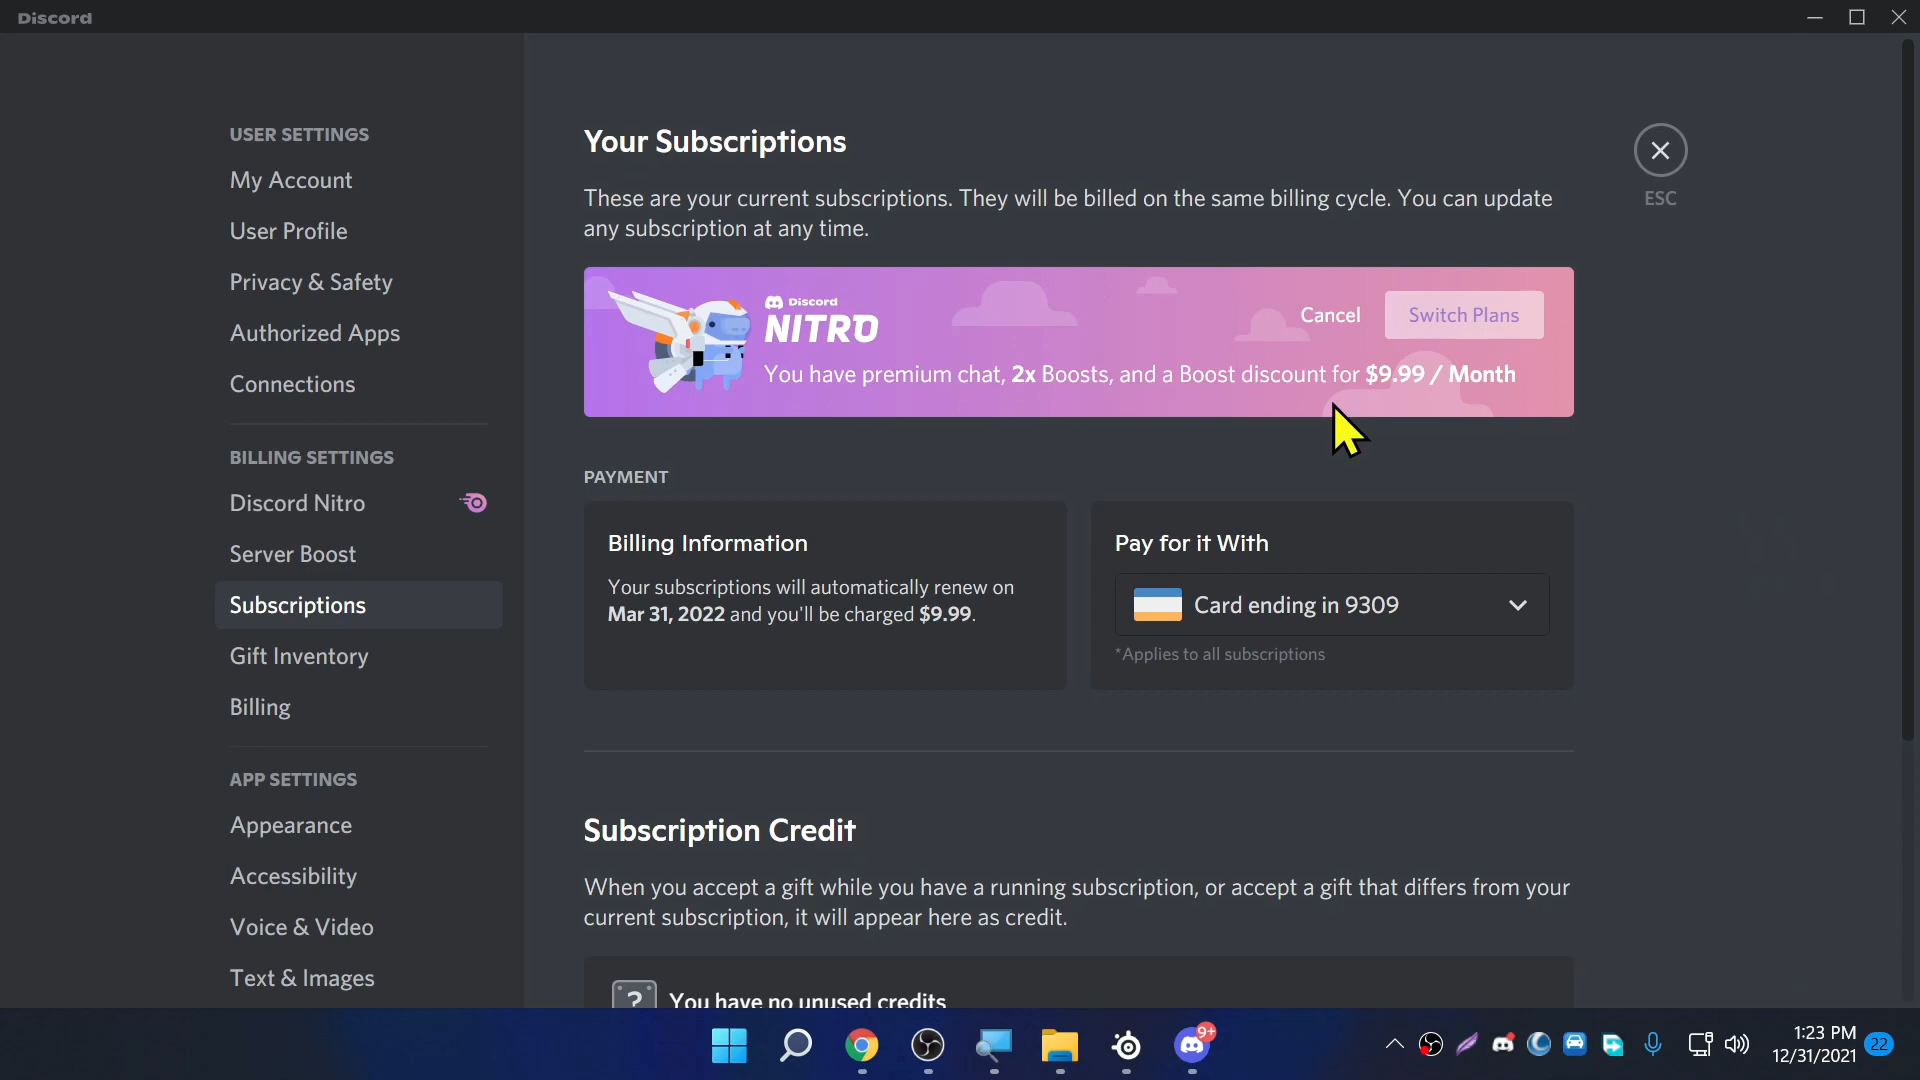 Discord
USER SETTINGS
My Account
User Profile
Privacy & Safety
Authorized Apps
Connections
BILLING SETTINGS
Discord Nitro
Server Boost
Subscriptions
Gift Inventory
Billing
APP SETTINGS
Appearance
Accessibility
Voice & Video
Text & Images
Your Subscriptions
ESC
These are your current subscriptions. They will be billed on the same billing cycle. You can update
any subscription at any time.
Discord
NITRO
Cancel
Switch Plans
You have premium chat, 2x Boosts, and a Boost discount for $9.99 / Month
PAYMENT
Billing Information
Your subscriptions will automatically renew on
Mar 31, 2022 and you'll be charged $9.99.
Pay for it With
Card ending in 9309
*Applies to all subscriptions
Subscription Credit
When you accept a gift while you have a running subscription, or accept a gift that differs from your
current subscription, it will appear here as credit.
?
You have no unused credits
9+
1:23 PM
12/31/2021
22